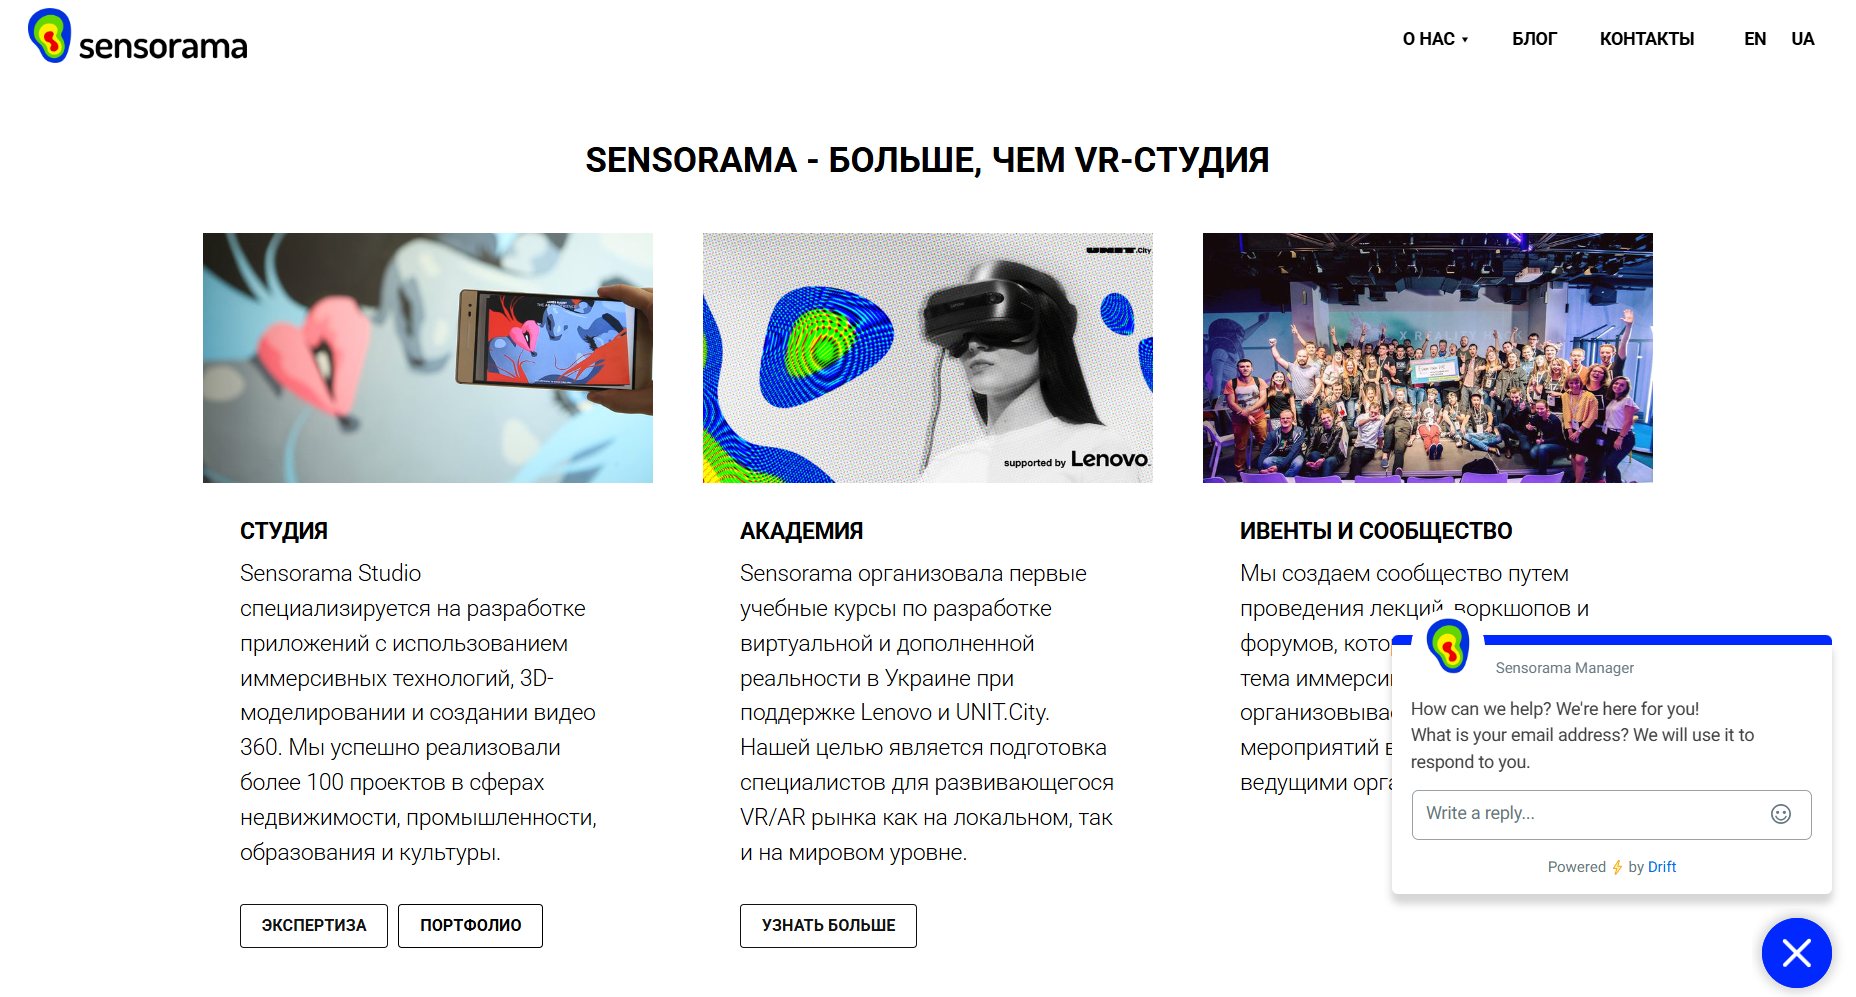 sensorama
О НАС
БЛОГ
КОНТАКТЫ
EN
UA
SENSORAMA - БОЛЬШЕ, ЧЕМ VR-СТУДИЯ
UNIT.City
supported by Lenovo
X REALITY
СТУДИЯ
Sensorama Studio
специализируется на разработке
приложений с использованием
иммерсивных технологий, 3D-
моделировании и создании видео
360. Мы успешно реализовали
более 100 проектов в сферах
недвижимости, промышленности,
образования и культуры.
ЭКСПЕРТИЗА
ПОРТФОЛИО
АКАДЕМИЯ
Sensorama организовала первые
учебные курсы по разработке
виртуальной и дополненной
реальности в Украине при
поддержке Lenovo и UNIT.City.
Нашей целью является подготовка
специалистов для развивающегося
VR/AR рынка как на локальном, так
и на мировом уровне.
УЗНАТЬ БОЛЬШЕ
ИВЕНТЫ И СООБЩЕСТВО
Мы создаем сообщество путем
проведения лекций, воркшопов и
форумов,
тема
Sensorama Manager
How can we help? We're here for you!
What is your email address? We will use it to
respond to you.
Write a reply...
Powered by Drift